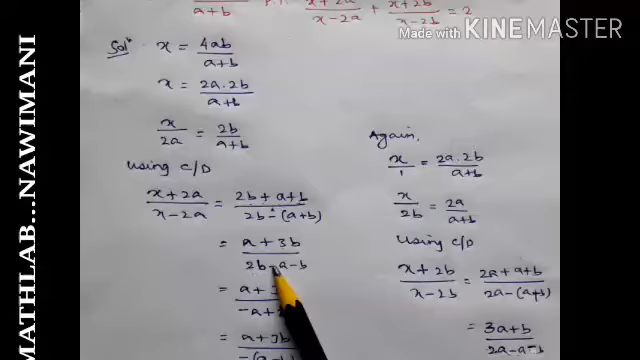 a+b P.T. x+2a/x-2a + x+2b/x-2b = 2
Made with KINEMASTER
Solⁿ. x = 4ab/a+b
x = 2a.2b/a+b
x/2a = 2b/a+b
Using C/D
x+2a/x-2a = 2b+a+b/2b-(a+b)
= a+3b/2b-a-b
= a+
-a+
= a+3b
Again,
x/1 = 2a.2b/a+b
x/2b = 2a/a+b
Using C/D
x+2b/x-2b = 2a+a+b/2a-(a+b)
= 3a+b/2a-a-b
MATHLAB...NAWIMANI